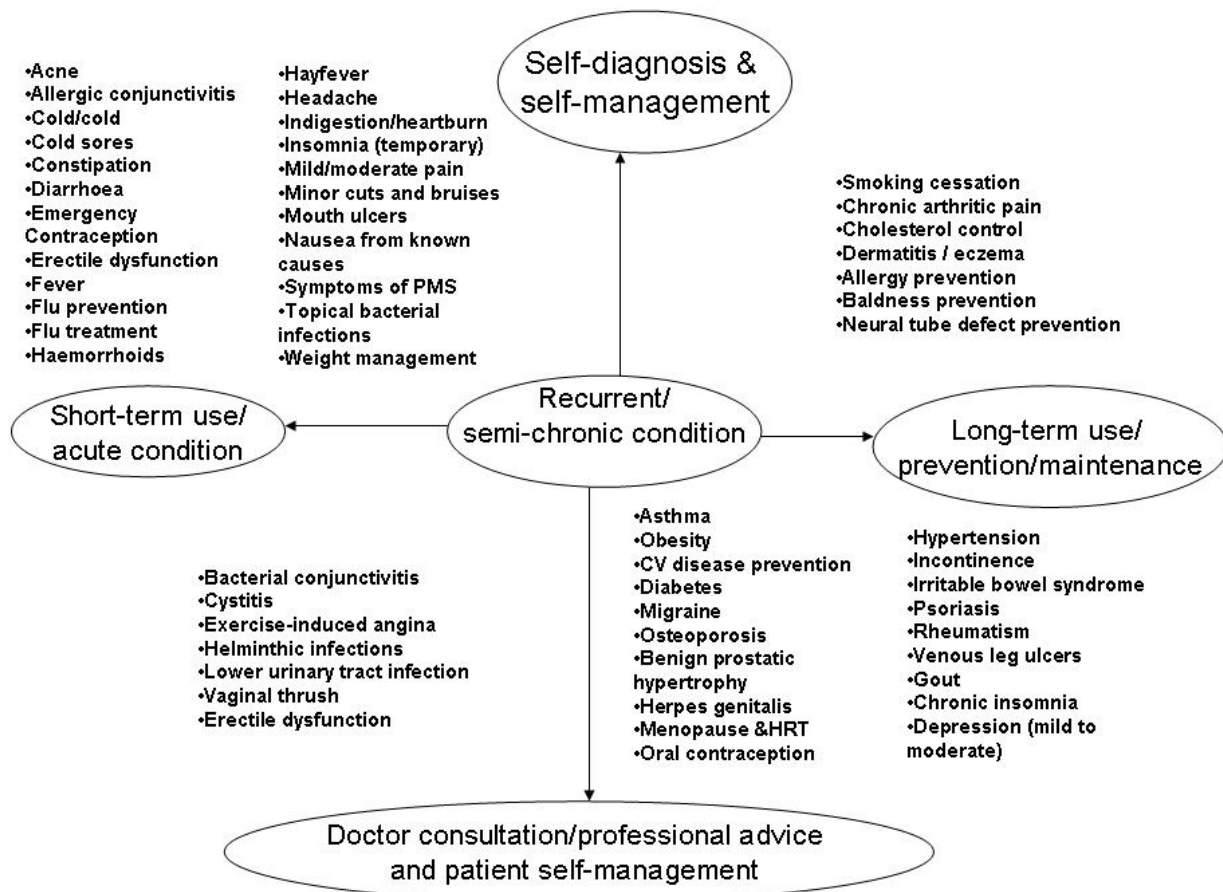 Self-diagnosis &
self-management
•Acne
•Allergic conjunctivitis
•Cold/cold
•Cold sores
•Constipation
•Diarrhoea
•Emergency
Contraception
•Erectile dysfunction
•Fever
•Flu prevention
•Flu treatment
•Haemorrhoids
•Hayfever
•Headache
•Indigestion/heartburn
•Insomnia (temporary)
•Mild/moderate pain
•Minor cuts and bruises
•Mouth ulcers
•Nausea from known
causes
•Symptoms of PMS
•Topical bacterial
infections
•Weight management
•Smoking cessation
•Chronic arthritic pain
•Cholesterol control
•Dermatitis / eczema
•Allergy prevention
•Baldness prevention
•Neural tube defect prevention
Short-term use/
acute condition
Recurrent/
semi-chronic condition
Long-term use/
prevention/maintenance
•Bacterial conjunctivitis
•Cystitis
•Exercise-induced angina
•Helminthic infections
•Lower urinary tract infection
•Vaginal thrush
•Erectile dysfunction
•Asthma
•Obesity
•CV disease prevention
•Diabetes
•Migraine
•Osteoporosis
•Benign prostatic
hypertrophy
•Herpes genitalis
•Menopause &HRT
•Oral contraception
•Hypertension
•Incontinence
•Irritable bowel syndrome
•Psoriasis
•Rheumatism
•Venous leg ulcers
•Gout
•Chronic insomnia
•Depression (mild to
moderate)
Doctor consultation/professional advice
and patient self-management